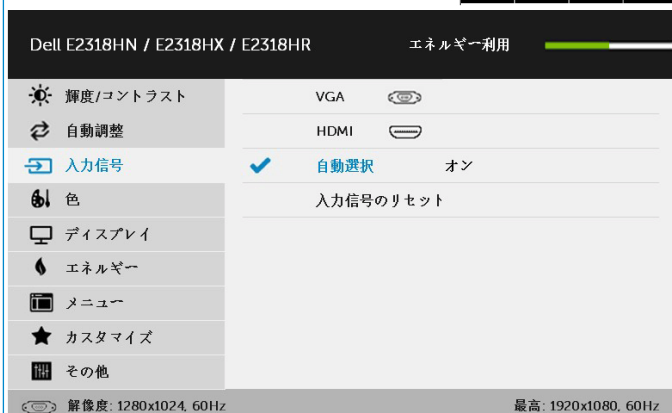 Dell E2318HN / E2318HX / E2318HR エネルギー利用
輝度/コントラスト VGA
自動調整 HDMI
入力信号 自動選択 オン
色 入力信号のリセット
ディスプレイ
エネルギー
メニュー
カスタマイズ
その他
解像度: 1280x1024, 60Hz 最高: 1920x1080, 60Hz